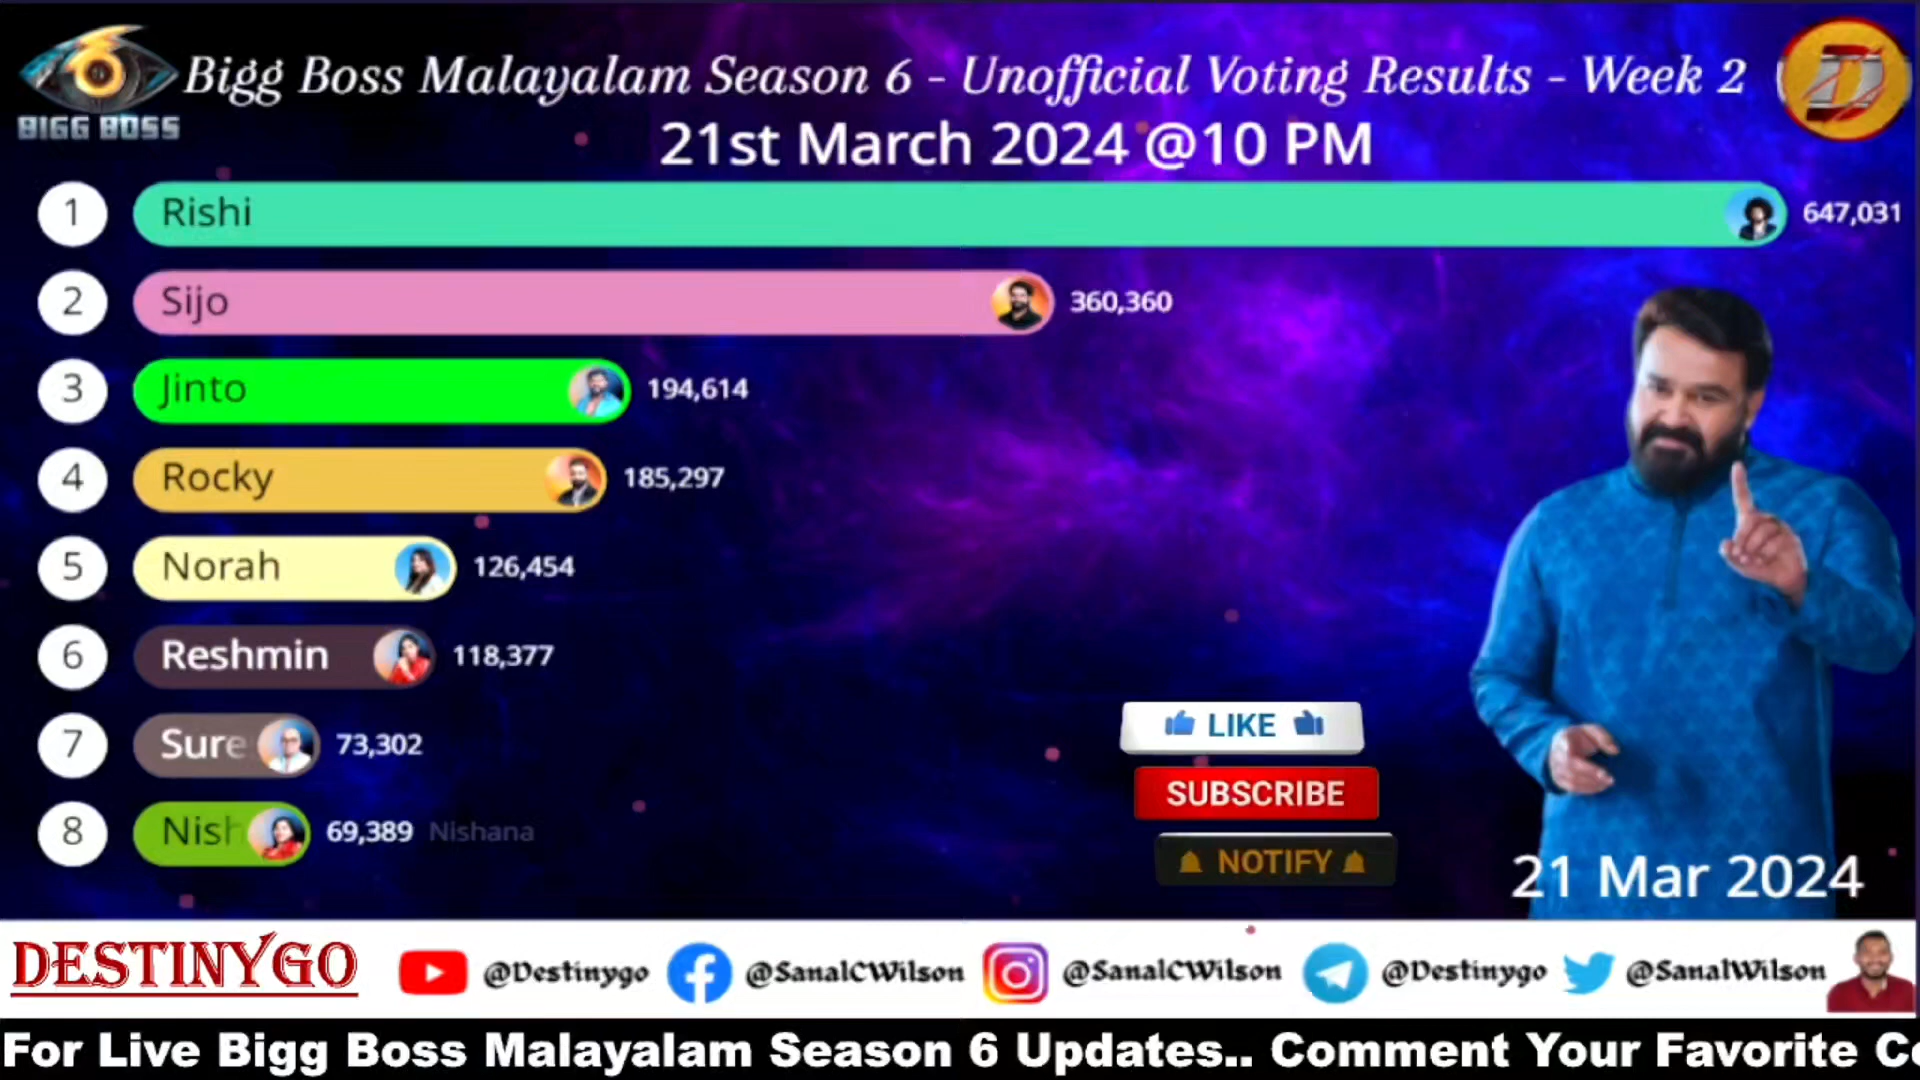 Bigg Boss Malayalam Season 6 - Unofficial Voting Results - Week 2
BIGG BOSS
21st March 2024 @10 PM
1 Rishi 647,031
2 Sijo 360,360
3 Jinto 194,614
4 Rocky 185,297
5 Norah 126,454
6 Reshmin 118,377
7 Sure 73,302
8 Nish 69,389 Nishana
LIKE
SUBSCRIBE
NOTIFY
21 Mar 2024
DESTINYGO @Destinygo @SanalCWilson @SanalCWilson @Destinygo @SanalWilson
For Live Bigg Boss Malayalam Season 6 Updates.. Comment Your Favorite Co